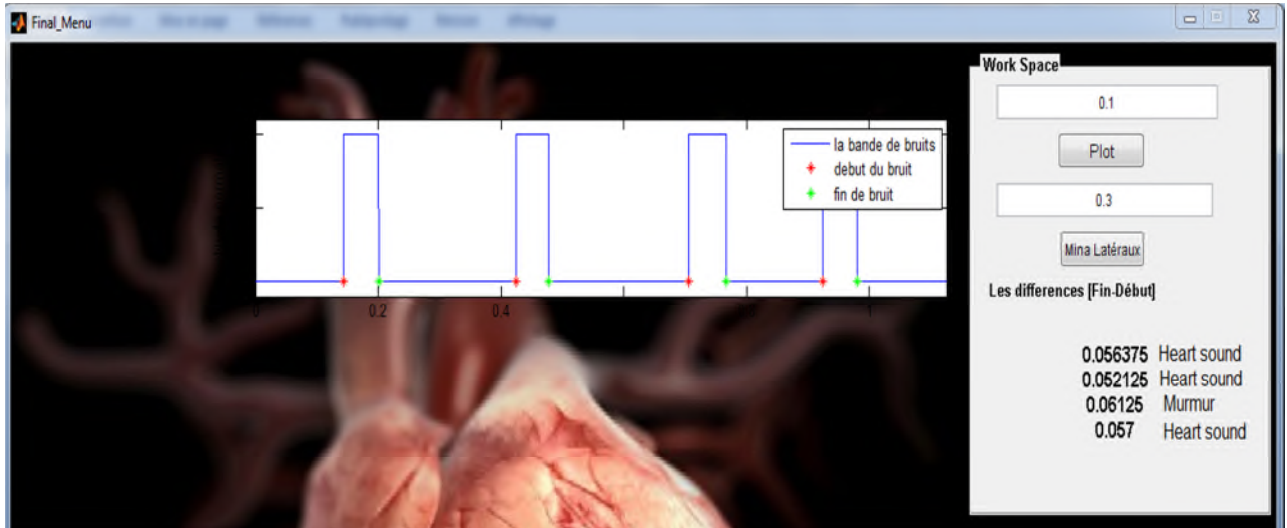 Final_Menu
la bande de bruits
debut du bruit
fin de bruit
0
0.2
0.4
1
Work Space
0.1
Plot
0.3
Mina Latéraux
Les differences [Fin-Début]
0.056375 Heart sound
0.052125 Heart sound
0.06125 Murmur
0.057 Heart sound